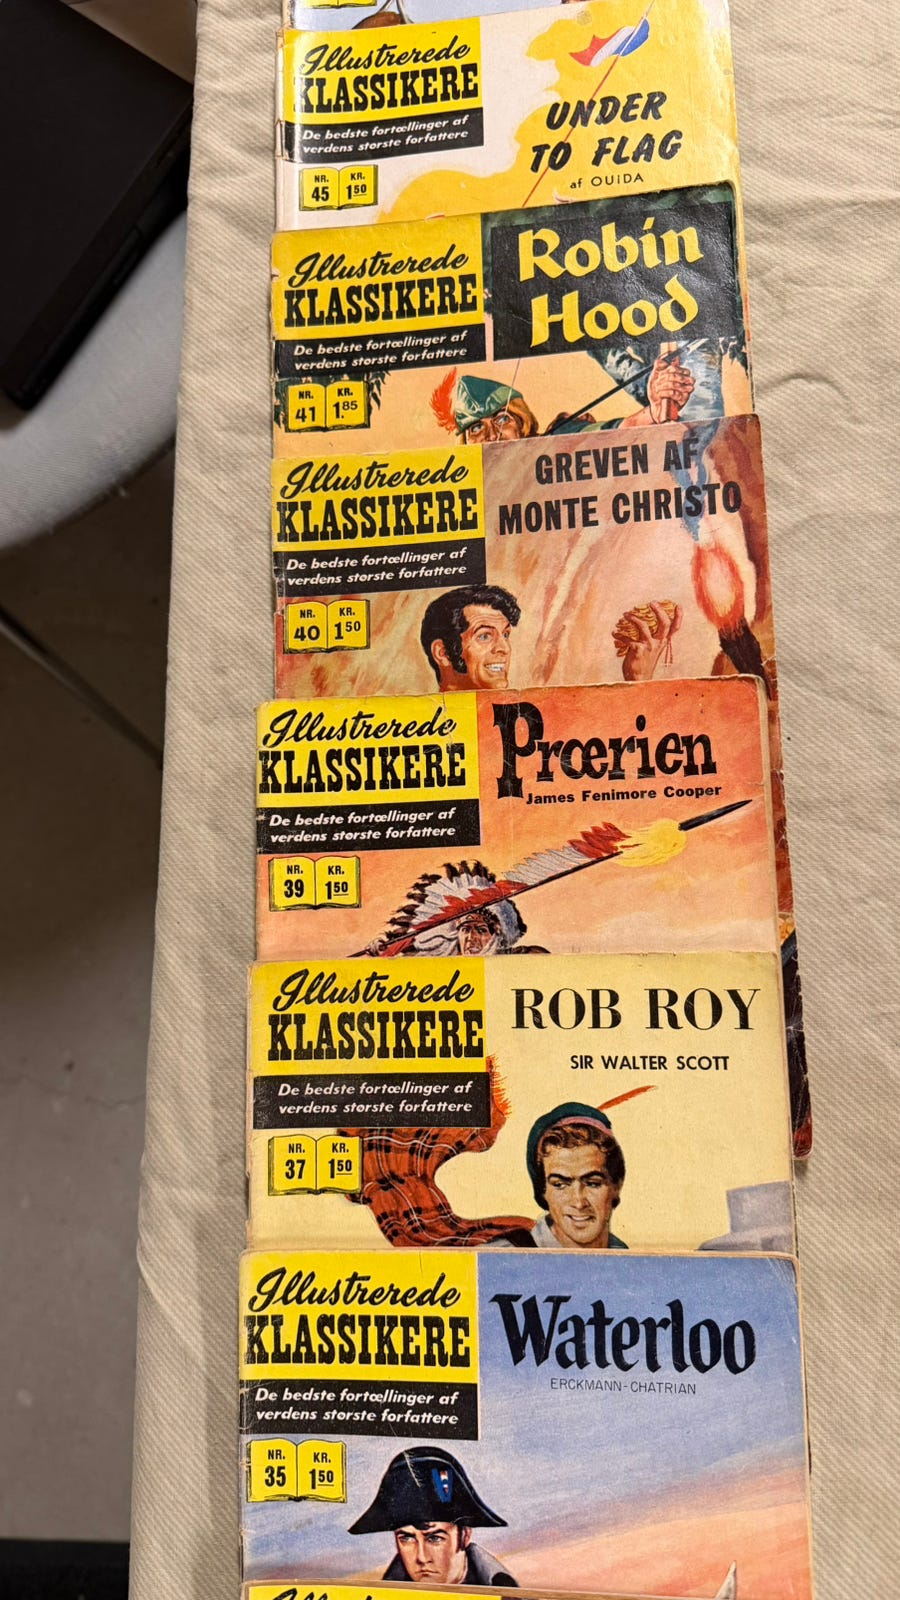 Illustrerede
KLASSIKERE
De bedste fortællinger af
verdens største forfattere
NR. KR.
45 1 50
UNDER
TO FLAG
af OUIDA
Illustrerede
KLASSIKERE
De bedste fortællinger af
verdens største forfattere
NR. KR.
41 1.85
Robin
Hood
Illustrerede
KLASSIKERE
De bedste fortællinger af
verdens største forfattere
NR. KR.
40 1 50
GREVEN AF
MONTE CHRISTO
Illustrerede
KLASSIKERE
De bedste fortællinger af
verdens største forfattere
NR. KR.
39 1 50
Prærien
James Fenimore Cooper
Illustrerede
KLASSIKERE
De bedste fortællinger af
verdens største forfattere
NR. KR.
37 1 50
ROB ROY
SIR WALTER SCOTT
Illustrerede
KLASSIKERE
De bedste fortællinger af
verdens største forfattere
NR. KR.
35 1 50
Waterloo
ERCKMANN-CHATRIAN